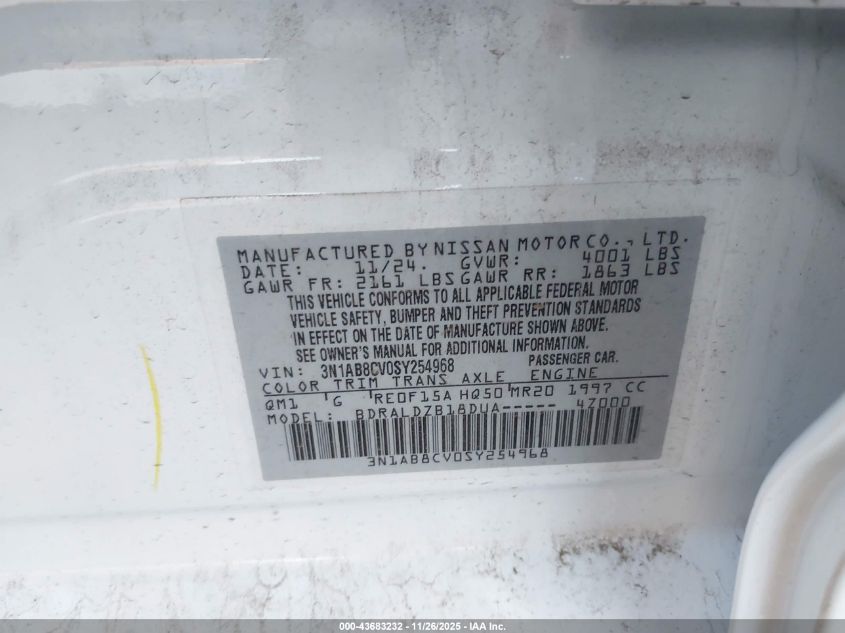 MANUFACTURED BY NISSAN MOTOR CO., LTD.
DATE: 11/24. GVWR: 4001 LBS
GAWR FR: 2161 LBS GAWR RR: 1863 LBS
THIS VEHICLE CONFORMS TO ALL APPLICABLE FEDERAL MOTOR
VEHICLE SAFETY, BUMPER AND THEFT PREVENTION STANDARDS
IN EFFECT ON THE DATE OF MANUFACTURE SHOWN ABOVE.
SEE OWNER'S MANUAL FOR ADDITIONAL INFORMATION.
VIN: 3N1AB8CV0SY254968 PASSENGER CAR.
COLOR TRIM TRANS AXLE ENGINE
QM1 G RE0F15A HQ50 MR20 1997 CC
MODEL: BDRALDZB18DUA----- 4Z000
3N1AB8CV0SY254968
000-43683232 - 11/26/2025 - IAA Inc.